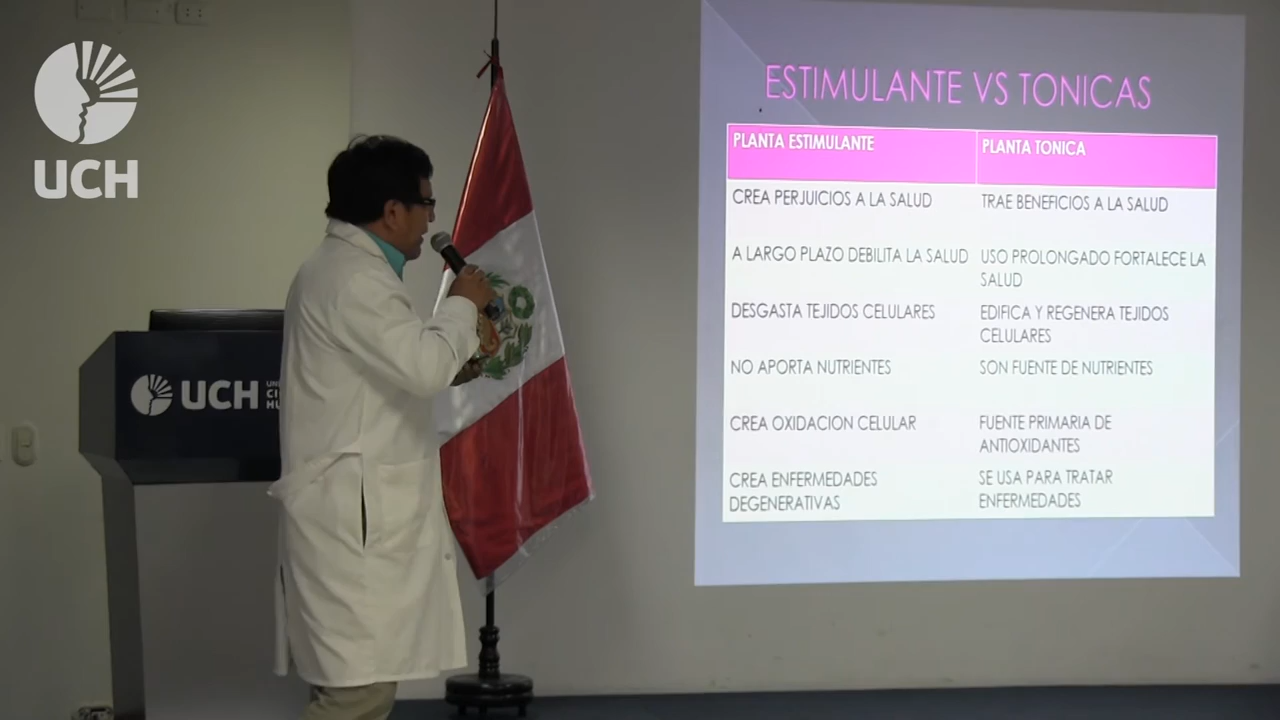 UCH
UCH
ESTIMULANTE VS TONICAS
PLANTA ESTIMULANTE
PLANTA TONICA
CREA PERJUICIOS A LA SALUD
TRAE BENEFICIOS A LA SALUD
A LARGO PLAZO DEBILITA LA SALUD
USO PROLONGADO FORTALECE LA
SALUD
DESGASTA TEJIDOS CELULARES
EDIFICA Y REGENERA TEJIDOS
CELULARES
NO APORTA NUTRIENTES
SON FUENTE DE NUTRIENTES
CREA OXIDACION CELULAR
FUENTE PRIMARIA DE
ANTIOXIDANTES
CREA ENFERMEDADES
DEGENERATIVAS
SE USA PARA TRATAR
ENFERMEDADES